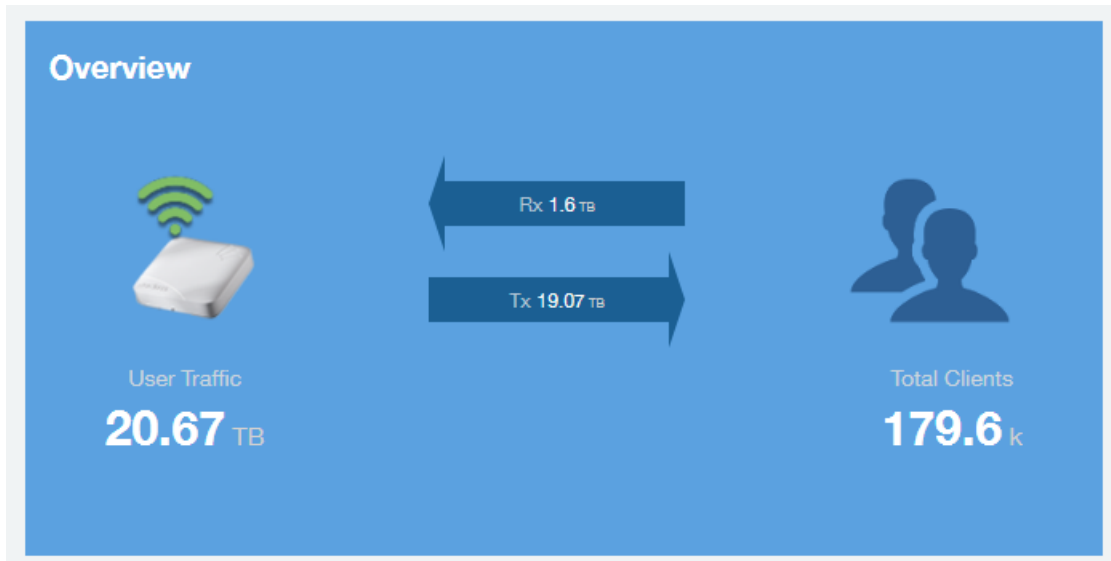 Overview
Rx 1.6 TB
Tx 19.07 TB
User Traffic
20.67 TB
Total Clients
179.6 k